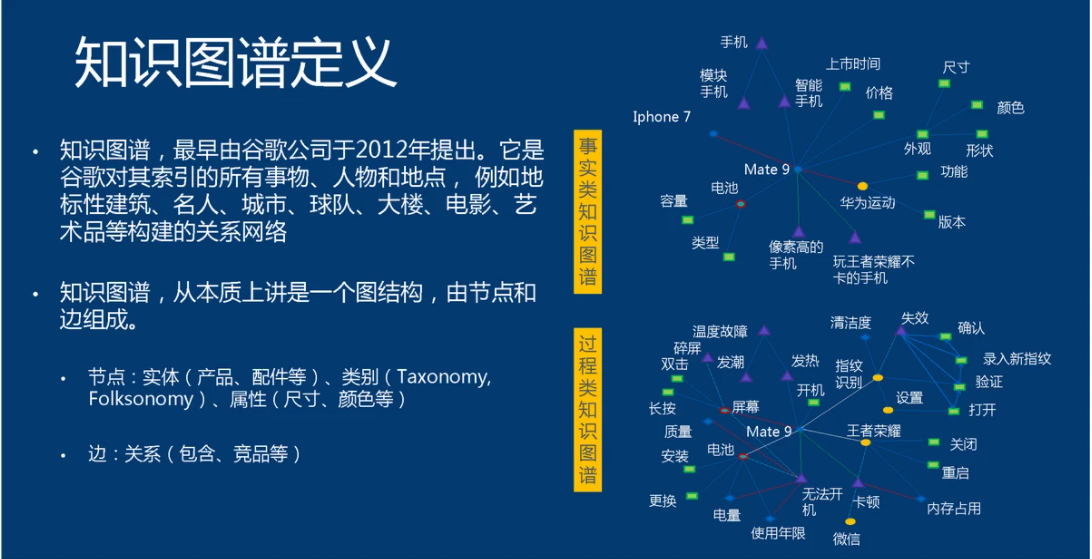 知识图谱定义
• 知识图谱，最早由谷歌公司于2012年提出。它是
谷歌对其索引的所有事物、人物和地点， 例如地
标性建筑、名人、城市、球队、大楼、电影、艺
术品等构建的关系网络
• 知识图谱，从本质上讲是一个图结构，由节点和
边组成。
• 节点：实体（产品、配件等）、类别（Taxonomy,
Folksonomy）、属性（尺寸、颜色等）
• 边：关系（包含、竞品等）
事实类知识图谱
手机
模块
手机
智能
手机
上市时间
价格
尺寸
颜色
形状
外观
Iphone 7
Mate 9
功能
华为运动
版本
电池
容量
类型
像素高的
手机
玩王者荣耀不
卡的手机
过程类知识图谱
温度故障
碎屏
发潮
发热
双击
长按
屏幕
开机
清洁度
失效
确认
录入新指纹
指纹
识别
验证
设置
打开
质量
Mate 9
王者荣耀
安装
电池
关闭
重启
更换
电量
无法开
机
卡顿
内存占用
使用年限
微信